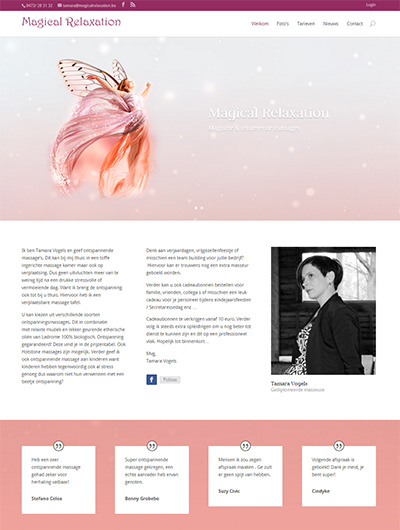 0473/ 28 31 32 tamara@magicalrelaxation.be Login
Magical Relaxation
Welkom Foto's Tarieven Nieuws Contact
Magical Relaxation
Magische & relaxerende massages
Ik ben Tamara Vogels en geef ontspannende
massage's. Dit kan bij mij thuis in een toffe
ingerichte massage kamer maar ook op
verplaatsing. Dus geen uitvluchten meer van te
weinig tijd na een drukke stressvolle of
vermoeiende dag. Want ik breng de ontspanning
ook tot bij u thuis. Hiervoor heb ik een
verplaatsbare massage tafel.
U kan kiezen uit verschillende soorten
ontspanningsmassages. Dit in combinatie
met relaxte muziek en lekker geurende etherische
oliën van Ladrome 100% biologisch. Ontspanning
gegarandeerd! Deze vind je in de prijzentabel. Ook
Hotstone massages zijn mogelijk. Verder geef ik
ook ontspannende massage aan kinderen want
kinderen hebben tegenwoordig ook al stress
genoeg dus waarom niet hun verwennen met een
beetje ontspanning?
Denk aan verjaardagen, vrijgezellenfeestje of
misschien een team building voor jullie bedrijf?
Hiervoor kan er trouwens nog een extra masseur
geboekt worden.
Verder kan u ook cadeaubonnen bestellen voor
familie, vrienden, collega s of misschien een leuk
cadeau voor je personeel tijdens eindejaarsfeesten
/ Secretaressedag enz…
Cadeaubonnen te verkrijgen vanaf 10 euro. Verder
volg ik steeds extra opleidingen om u nog beter tot
dienst te kunnen zijn en dit op een professioneel
vlak. Hopelijk tot binnenkort…
Mvg,
Tamara Vogels
Follow
Tamara Vogels
Gediplomeerde masseuse
Heb een zeer
ontspannende massage
gehad zeker voor
herhaling vatbaar!
Stefano Celoa
Super ontspannende
massage gekregen, een
echte aanrader heb ervan
genoten.
Benny Grobebo
Mensen ik zou zegen
afspraak maaken . Ge zult
er geen spijt van hebben.
Suzy Civic
Volgende afspraak is
geboekt! Dank je meid, je
bent super!
Cindyke